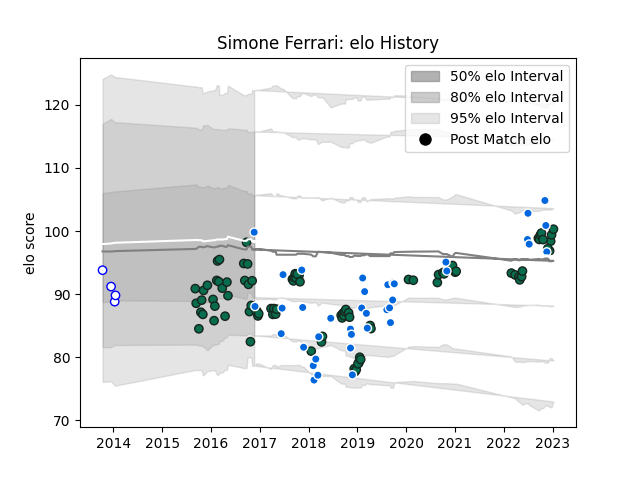 Simone Ferrari: elo History
50% elo Interval
80% elo Interval
95% elo Interval
Post Match elo
elo score
120
110
100
90
80
70
2014 2015 2016 2017 2018 2019 2020 2021 2022 2023